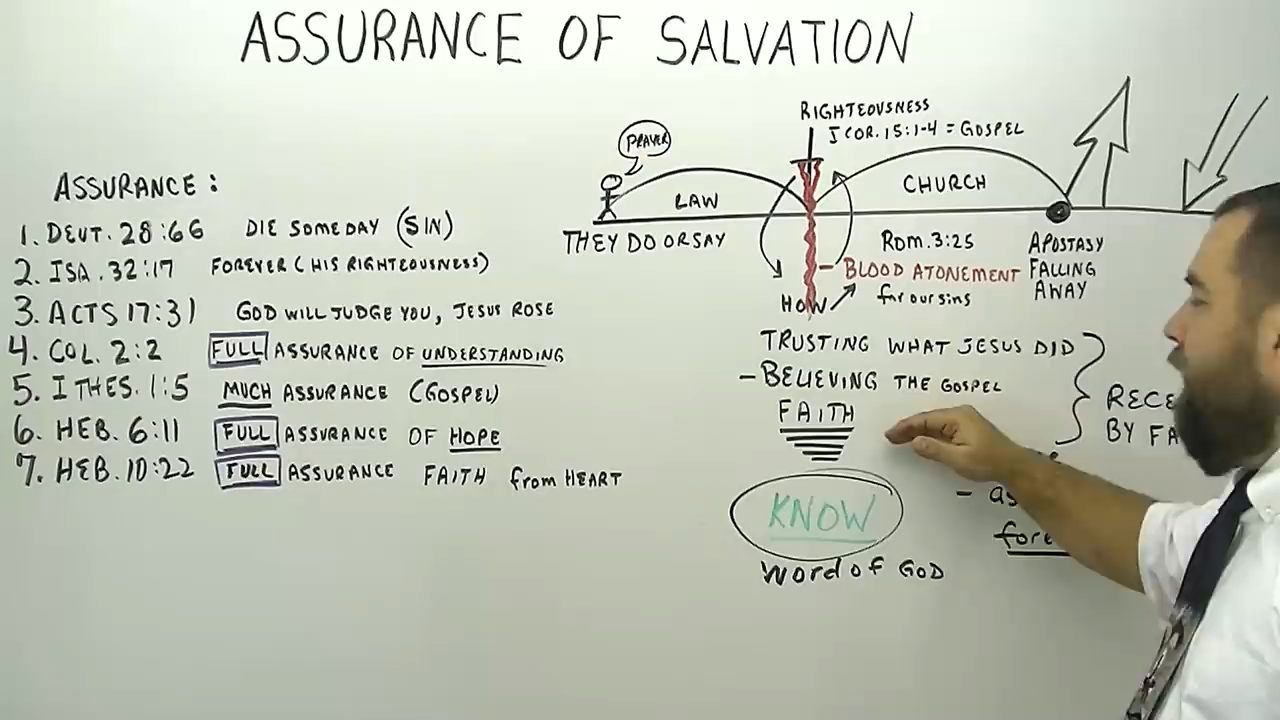 ASSURANCE OF SALVATION
ASSURANCE:
1. DEUT. 28:66 DIE SOMEDAY (SIN)
2. ISA. 32:17 FOREVER (HIS RIGHTEOUSNESS)
3. ACTS 17:31 GOD WILL JUDGE YOU, JESUS ROSE
4. COL. 2:2 FULL ASSURANCE OF UNDERSTANDING
5. I THES. 1:5 MUCH ASSURANCE (GOSPEL)
6. HEB. 6:11 FULL ASSURANCE OF HOPE
7. HEB. 10:22 FULL ASSURANCE FAITH from HEART
RIGHTEOUSNESS
I COR. 15:1-4 = GOSPEL
PRAYER
LAW
CHURCH
THEY DO OR SAY
Rom. 3:25
- BLOOD ATONEMENT
for our sins
HOW
APOSTASY
FALLING
AWAY
TRUSTING WHAT JESUS DID
- BELIEVING THE GOSPEL
FAITH
BY
KNOW
word of GOD